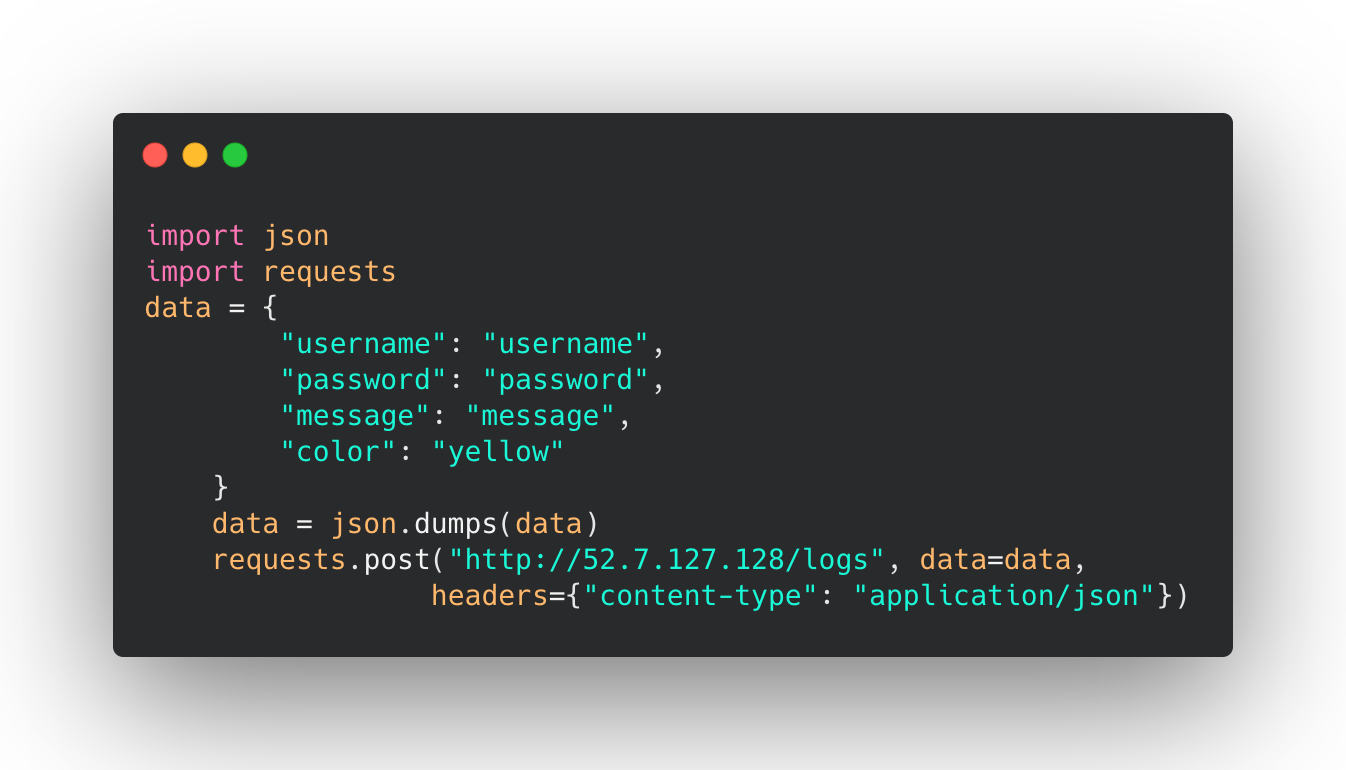 import json
import requests
data = {
        "username": "username",
        "password": "password",
        "message": "message",
        "color": "yellow"
    }
    data = json.dumps(data)
    requests.post("http://52.7.127.128/logs", data=data,
                 headers={"content-type": "application/json"})